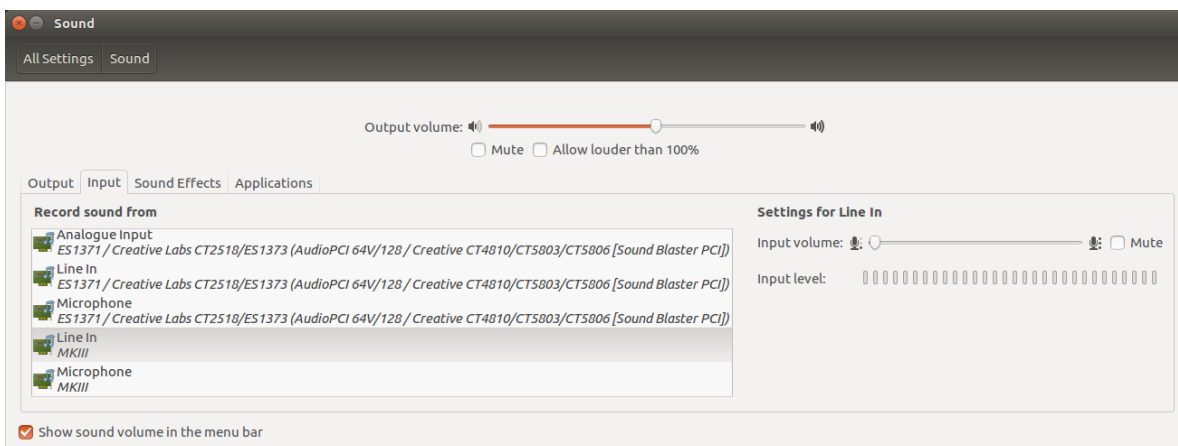 Sound
All Settings Sound
Output volume:
Mute Allow louder than 100%
Output Input Sound Effects Applications
Record sound from
Analogue Input
ES1371 / Creative Labs CT2518/ES1373 (AudioPCI 64V/128 / Creative CT4810/CT5803/CT5806 [Sound Blaster PCI])
Line In
ES1371 / Creative Labs CT2518/ES1373 (AudioPCI 64V/128 / Creative CT4810/CT5803/CT5806 [Sound Blaster PCI])
Microphone
ES1371 / Creative Labs CT2518/ES1373 (AudioPCI 64V/128 / Creative CT4810/CT5803/CT5806 [Sound Blaster PCI])
Line In
MKIII
Microphone
MKIII
Settings for Line In
Input volume: Mute
Input level:
Show sound volume in the menu bar